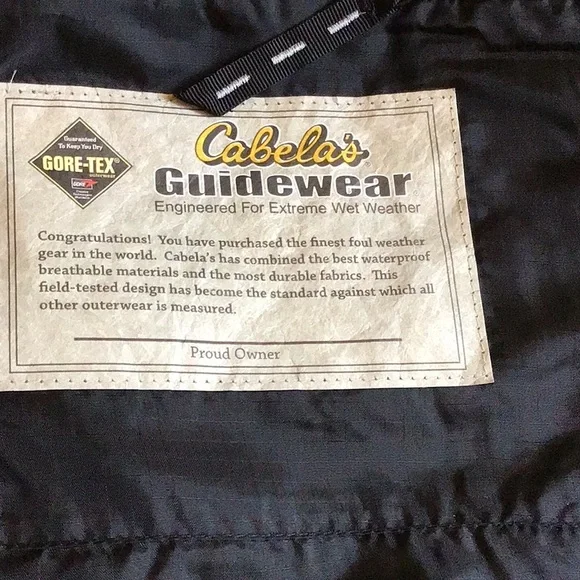 Guaranteed
To Keep You Dry
GORE-TEX®
OUTERWEAR
GORE
Cabela's
Guidewear
Engineered For Extreme Wet Weather
Congratulations! You have purchased the finest foul weather
gear in the world. Cabela's has combined the best waterproof
breathable materials and the most durable fabrics. This
field-tested design has become the standard against which all
other outerwear is measured.
Proud Owner